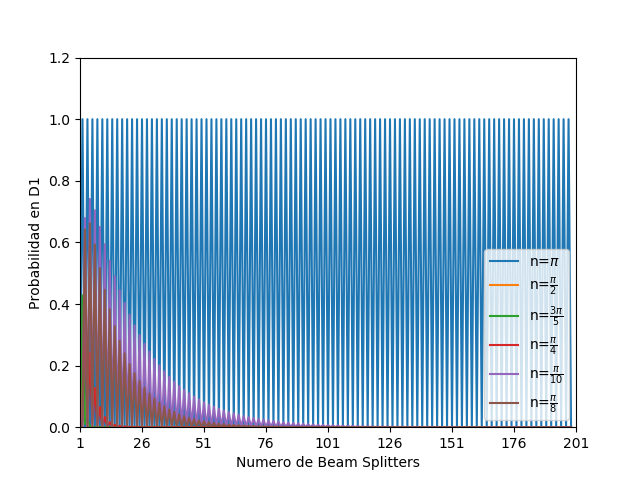 1.2
1.0
0.8
0.6
0.4
0.2
0.0
Probabilidad en D1
n=π
n=π/2
n=3π/5
n=π/4
n=π/10
n=π/8
1 26 51 76 101 126 151 176 201
Numero de Beam Splitters